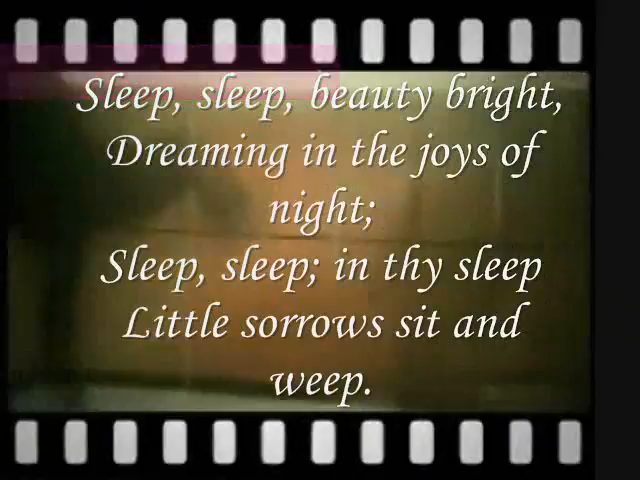 Sleep, sleep, beauty bright,
Dreaming in the joys of
night;
Sleep, sleep; in thy sleep
Little sorrows sit and
weep.